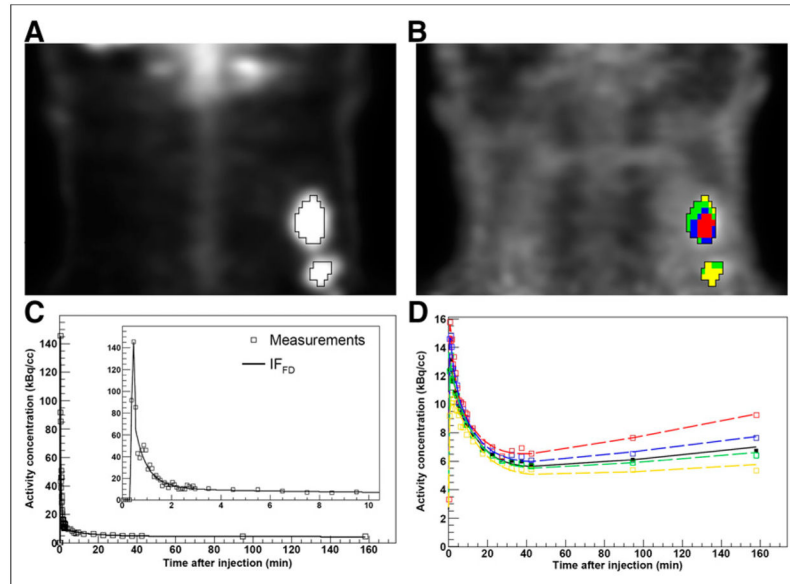 A
B
C
D
160
140
120
100
80
60
40
20
0
Activity concentration (kBq/cc)
0 20 40 60 80 100 120 140 160
Time after injection (min)
140
120
100
80
60
40
20
0
0 2 4 6 8 10
Measurements
IF_FD
16
14
12
10
8
6
4
2
0
Activity concentration (kBq/cc)
0 20 40 60 80 100 120 140 160
Time after injection (min)